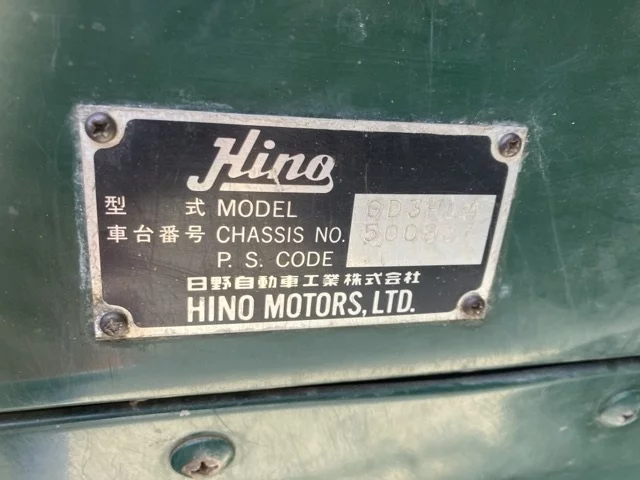 Hino
型 式 MODEL
車台番号 CHASSIS NO.
P. S. CODE
日野自動車工業株式会社
HINO MOTORS, LTD.